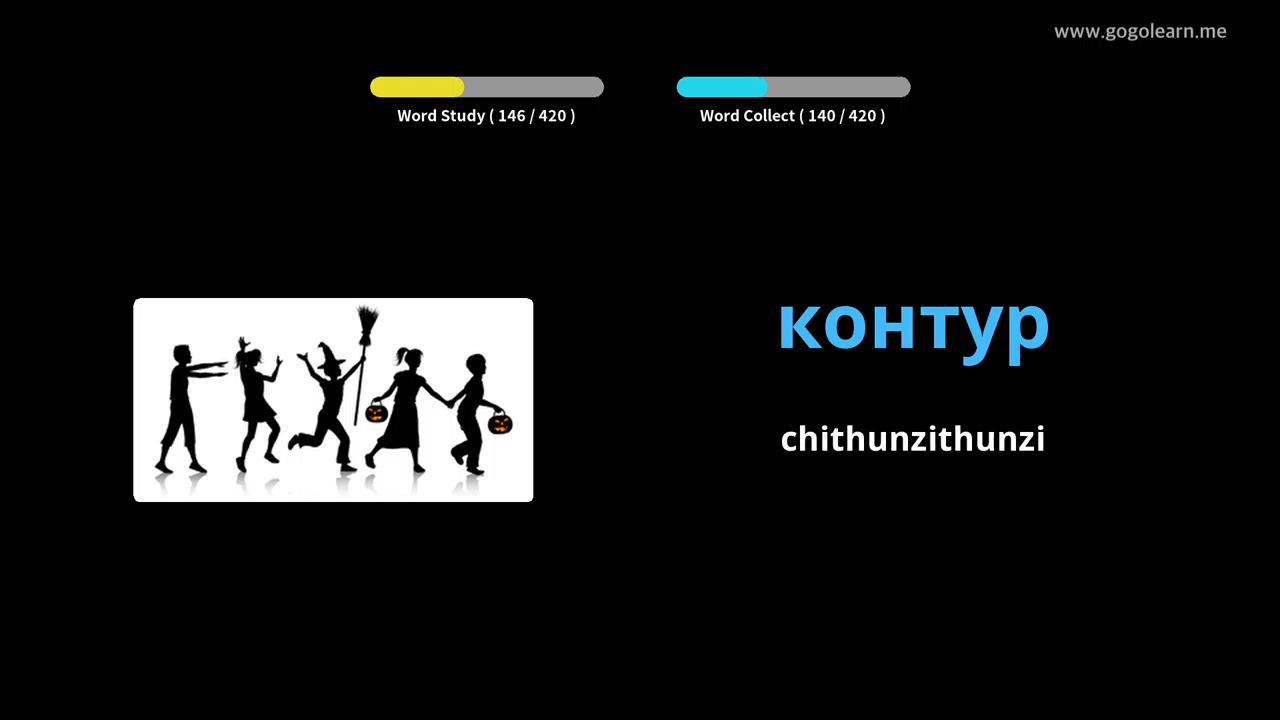 www.gogolearn.me
Word Study ( 146 / 420 )
Word Collect ( 140 / 420 )
контур
chithunzithunzi